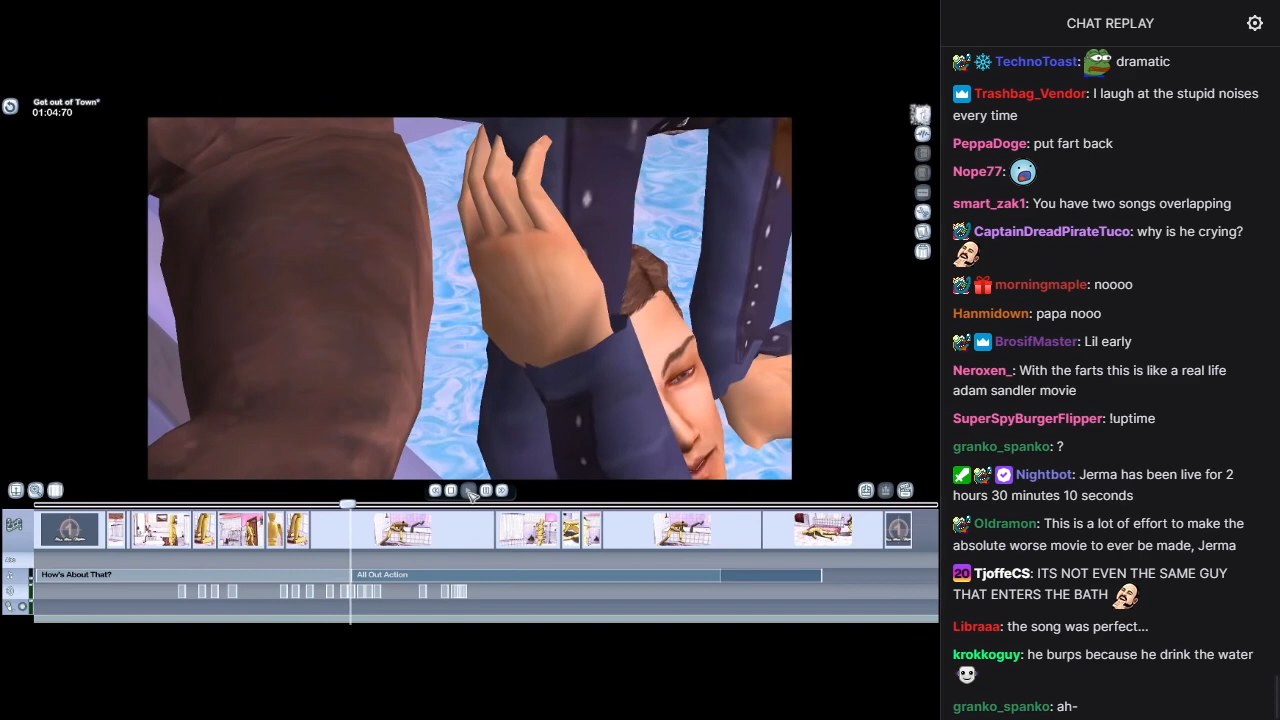 Get out of Town*
01:04:70
How's About That?
All Out Action
CHAT REPLAY
TechnoToast: dramatic
Trashbag_Vendor: I laugh at the stupid noises
every time
PeppaDoge: put fart back
Nope77:
smart_zak1: You have two songs overlapping
CaptainDreadPirateTuco: why is he crying?
morningmaple: noooo
Hanmidown: papa nooo
BrosifMaster: Lil early
Neroxen_: With the farts this is like a real life
adam sandler movie
SuperSpyBurgerFlipper: !uptime
granko_spanko: ?
Nightbot: Jerma has been live for 2
hours 30 minutes 10 seconds
Oldramon: This is a lot of effort to make the
absolute worse movie to ever be made, Jerma
20 TjoffeCS: ITS NOT EVEN THE SAME GUY
THAT ENTERS THE BATH
Libraaa: the song was perfect...
krokkoguy: he burps because he drink the water
granko_spanko: ah-